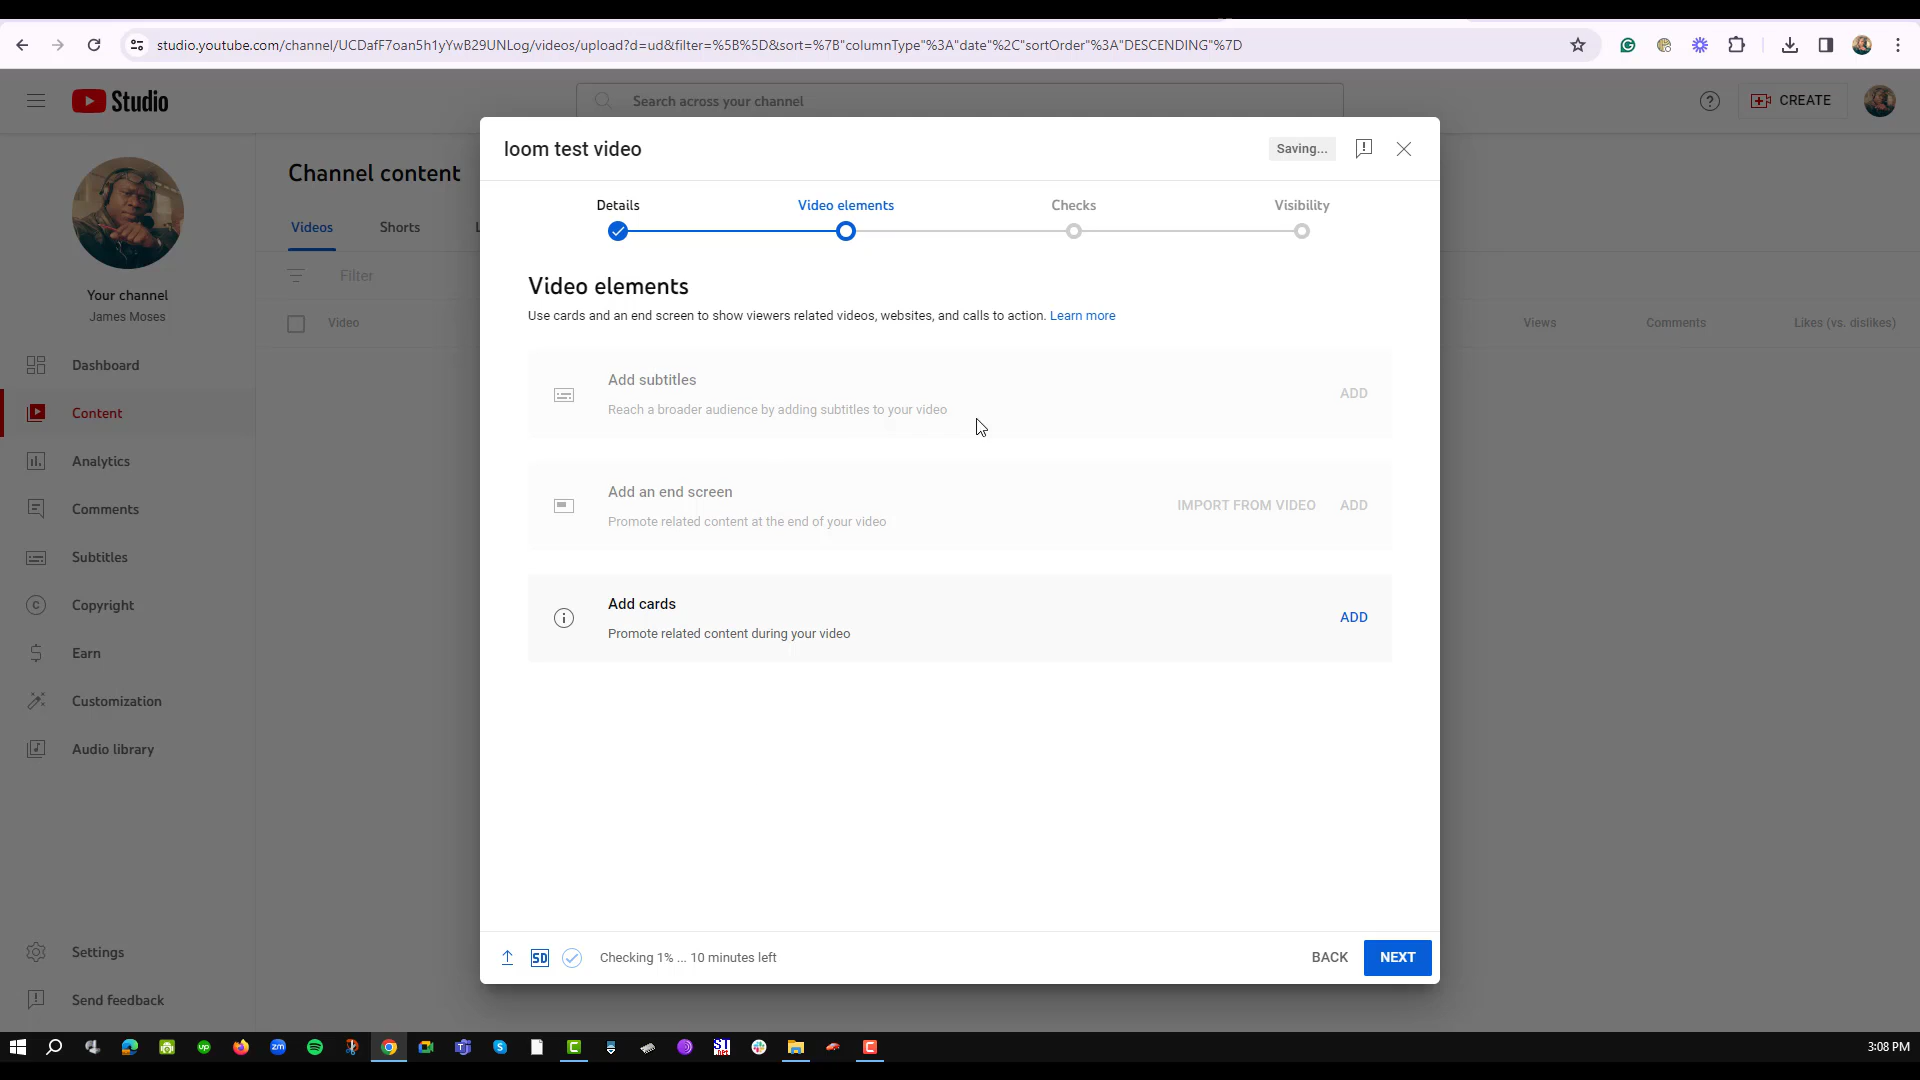 studio.youtube.com/channel/UCDafF7oan5h1yYwB29UNLog/videos/upload?d=ud&filter=%5B%5D&sort=%7B"columnType"%3A"date"%2C"sortOrder"%3A"DESCENDING"%7D
Studio
Search across your channel
CREATE
loom test video
Saving...
Details
Video elements
Checks
Visibility
Video elements
Use cards and an end screen to show viewers related videos, websites, and calls to action. Learn more
Add subtitles
Reach a broader audience by adding subtitles to your video
ADD
Add an end screen
Promote related content at the end of your video
IMPORT FROM VIDEO
ADD
Add cards
Promote related content during your video
ADD
SD
Checking 1% ... 10 minutes left
BACK
NEXT
Channel content
Videos
Shorts
L
Filter
Video
Views
Comments
Likes (vs. dislikes)
Your channel
James Moses
Dashboard
Content
Analytics
Comments
Subtitles
Copyright
Earn
Customization
Audio library
Settings
Send feedback
3:08 PM